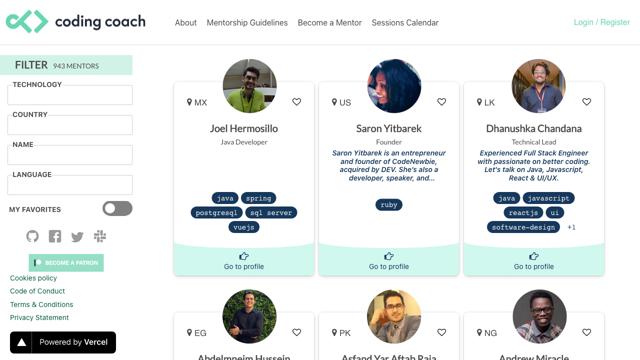 coding coach
About Mentorship Guidelines Become a Mentor Sessions Calendar
Login / Register
FILTER 943 MENTORS
TECHNOLOGY
COUNTRY
NAME
LANGUAGE
MY FAVORITES
BECOME A PATRON
Cookies policy
Code of Conduct
Terms & Conditions
Privacy Statement
Powered by Vercel
MX
Joel Hermosillo
Java Developer
java spring
postgresql sql server
vuejs
Go to profile
US
Saron Yitbarek
Founder
Saron Yitbarek is an entrepreneur
and founder of CodeNewbie,
acquired by DEV. She's also a
developer, speaker, and...
ruby
Go to profile
LK
Dhanushka Chandana
Technical Lead
Experienced Full Stack Engineer
with passionate on better coding.
Let's talk on Java, Javascript,
React & UI/UX.
java javascript
reactjs ui
software-design +1
Go to profile
EG
Abdelmneim Hussein
PK
Asfand Yar Aftab Raja
NG
Andrew Miracle